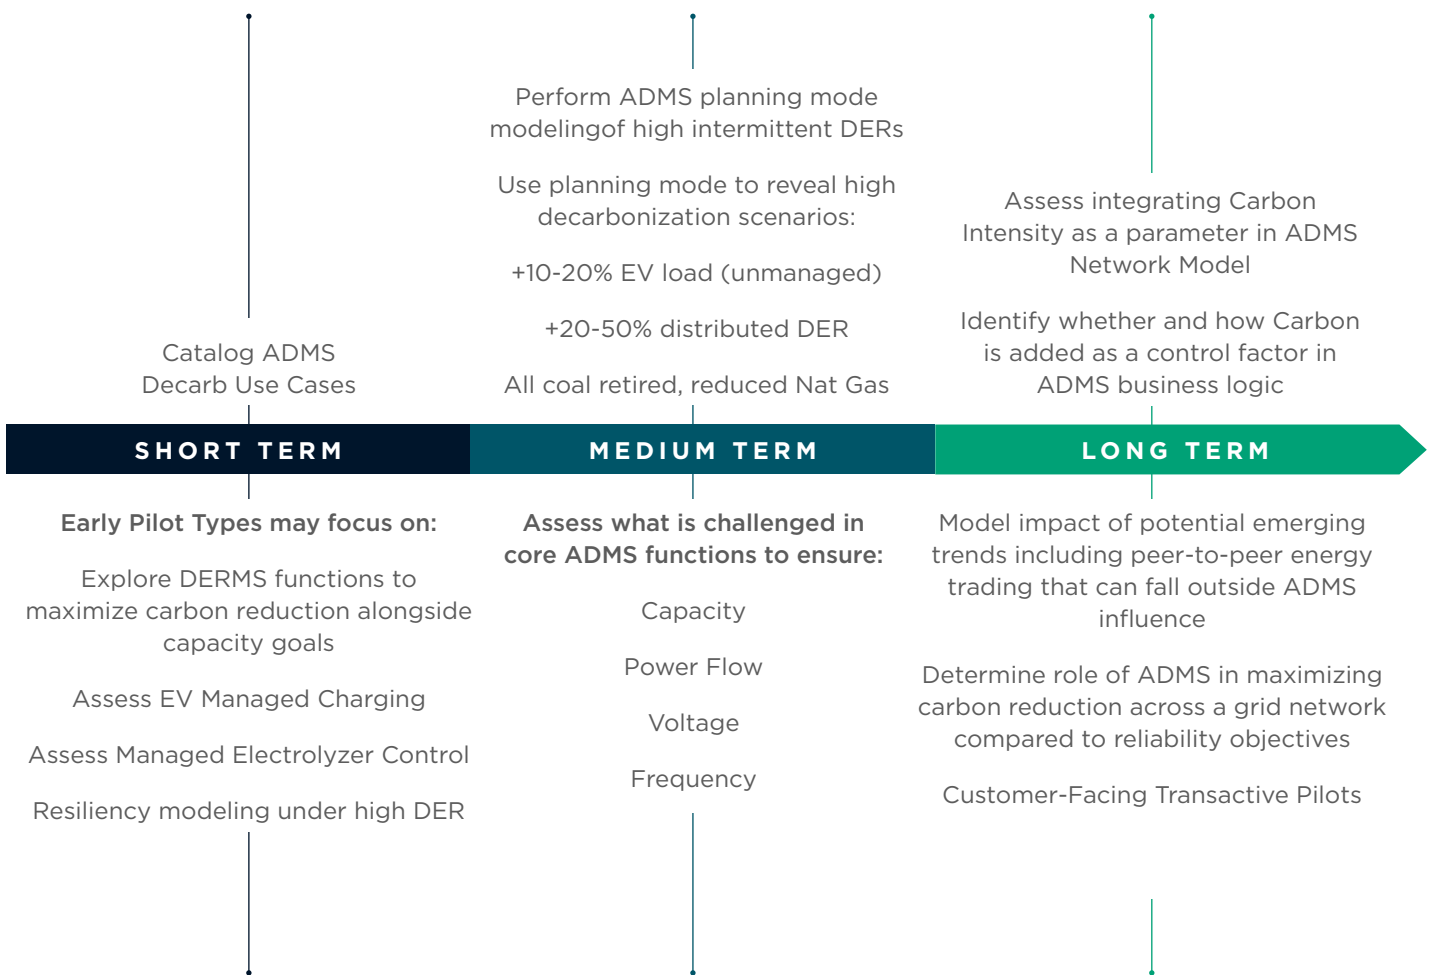 Catalog ADMS
Decarb Use Cases
SHORT TERM
Early Pilot Types may focus on:
Explore DERMS functions to
maximize carbon reduction alongside
capacity goals
Assess EV Managed Charging
Assess Managed Electrolyzer Control
Resiliency modeling under high DER
Perform ADMS planning mode
modelingof high intermittent DERs
Use planning mode to reveal high
decarbonization scenarios:
+10-20% EV load (unmanaged)
+20-50% distributed DER
All coal retired, reduced Nat Gas
MEDIUM TERM
Assess what is challenged in
core ADMS functions to ensure:
Capacity
Power Flow
Voltage
Frequency
Assess integrating Carbon
Intensity as a parameter in ADMS
Network Model
Identify whether and how Carbon
is added as a control factor in
ADMS business logic
LONG TERM
Model impact of potential emerging
trends including peer-to-peer energy
trading that can fall outside ADMS
influence
Determine role of ADMS in maximizing
carbon reduction across a grid network
compared to reliability objectives
Customer-Facing Transactive Pilots